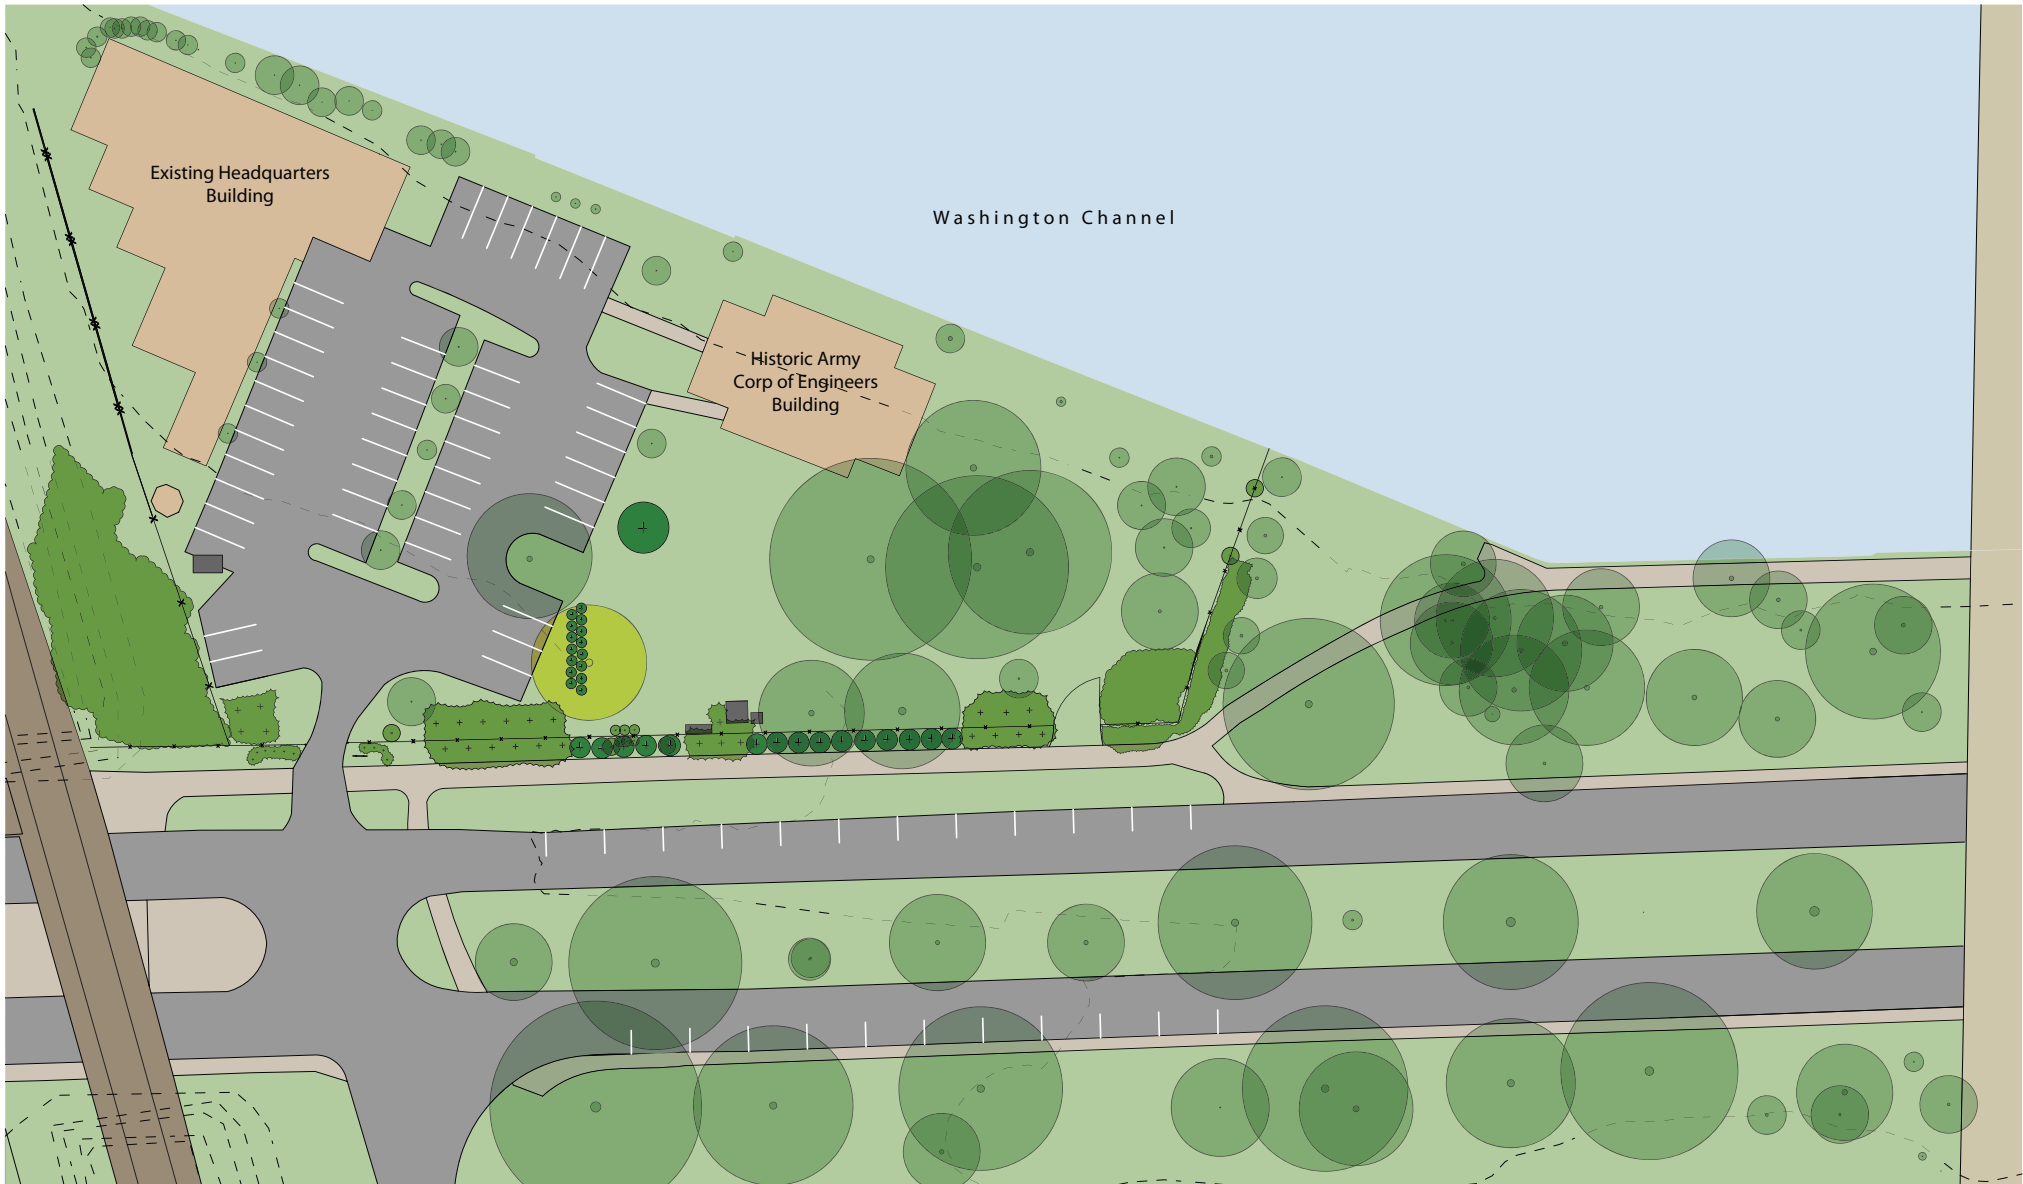 Existing Headquarters
Building
Washington Channel
Historic Army
Corp of Engineers
Building